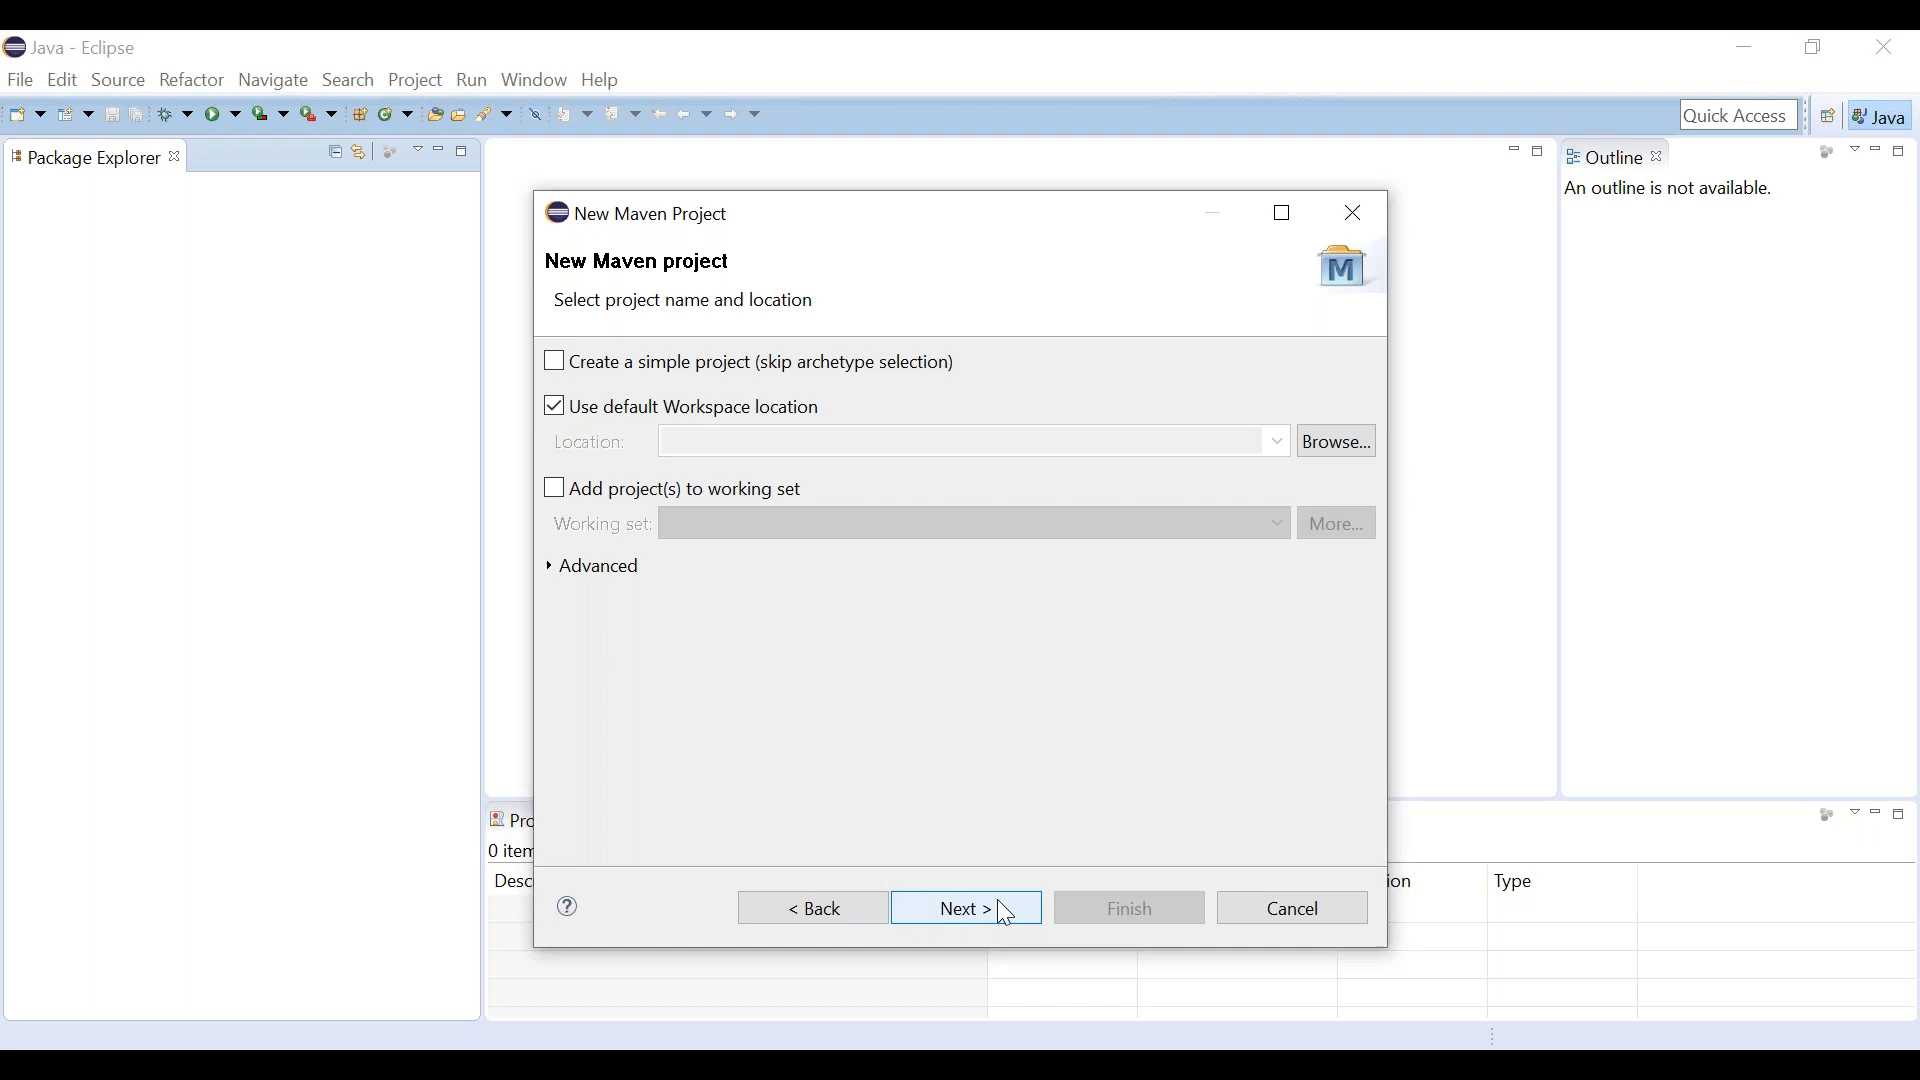 Java - Eclipse
File Edit Source Refactor Navigate Search Project Run Window Help
Quick Access
Java
Package Explorer
Outline
An outline is not available.
New Maven Project
New Maven project
M
Select project name and location
Create a simple project (skip archetype selection)
Use default Workspace location
Location:
Browse...
Add project(s) to working set
Working set:
More...
Advanced
Pro
0 item
Desc
ion
Type
?
< Back
Next >
Finish
Cancel